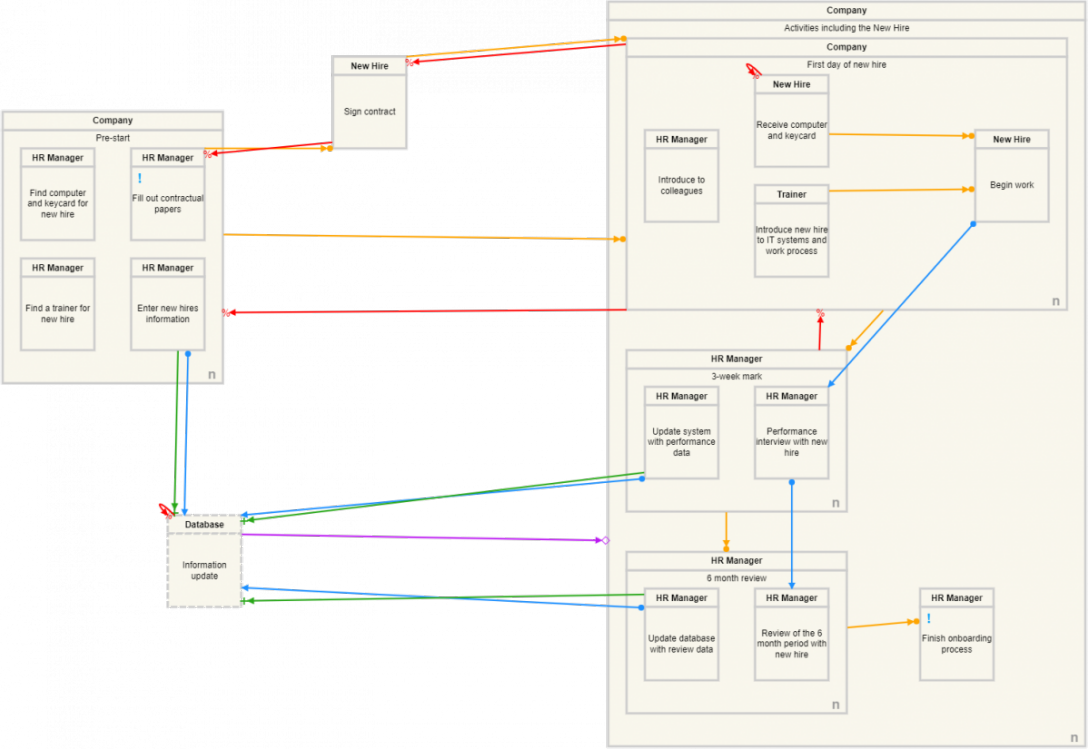 Company
Activities including the New Hire
Company
First day of new hire
New Hire
Sign contract
%
%
New Hire
Receive computer
and keycard
Company
Pre-start
HR Manager
Find computer
and keycard for
new hire
HR Manager
!
Fill out contractual
papers
%
HR Manager
Introduce to
colleagues
New Hire
Begin work
Trainer
Introduce new hire
to IT systems and
work process
HR Manager
Find a trainer for
new hire
HR Manager
Enter new hires
information
n
%
n
%
HR Manager
3-week mark
HR Manager
Update system
with performance
data
HR Manager
Performance
interview with new
hire
n
%
Database
Information
update
HR Manager
6 month review
HR Manager
Update database
with review data
HR Manager
Review of the 6
month period with
new hire
n
HR Manager
!
Finish onboarding
process
n